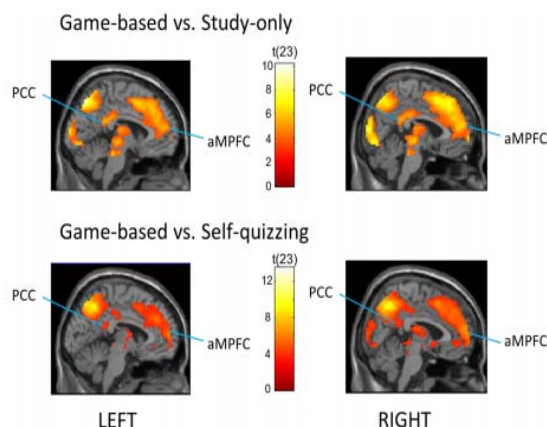 Game-based vs. Study-only
PCC
aMPFC
t(23)
10
8
6
4
2
0
PCC
aMPFC
Game-based vs. Self-quizzing
PCC
aMPFC
t(23)
12
8
4
0
PCC
aMPFC
LEFT
RIGHT